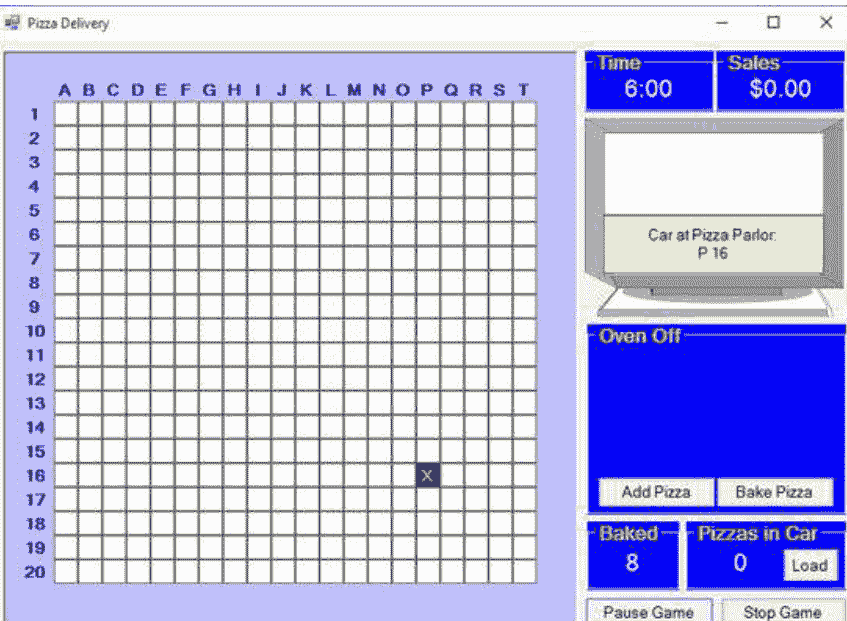 Pizza Delivery
A B C D E F G H I J K L M N O P Q R S T
1
2
3
4
5
6
7
8
9
10
11
12
13
14
15
16
X
17
18
19
20
Time
6:00
Sales
$0.00
Car at Pizza Parlor:
P 16
Oven Off
Add Pizza
Bake Pizza
Baked
8
Pizzas in Car
0
Load
Pause Game
Stop Game